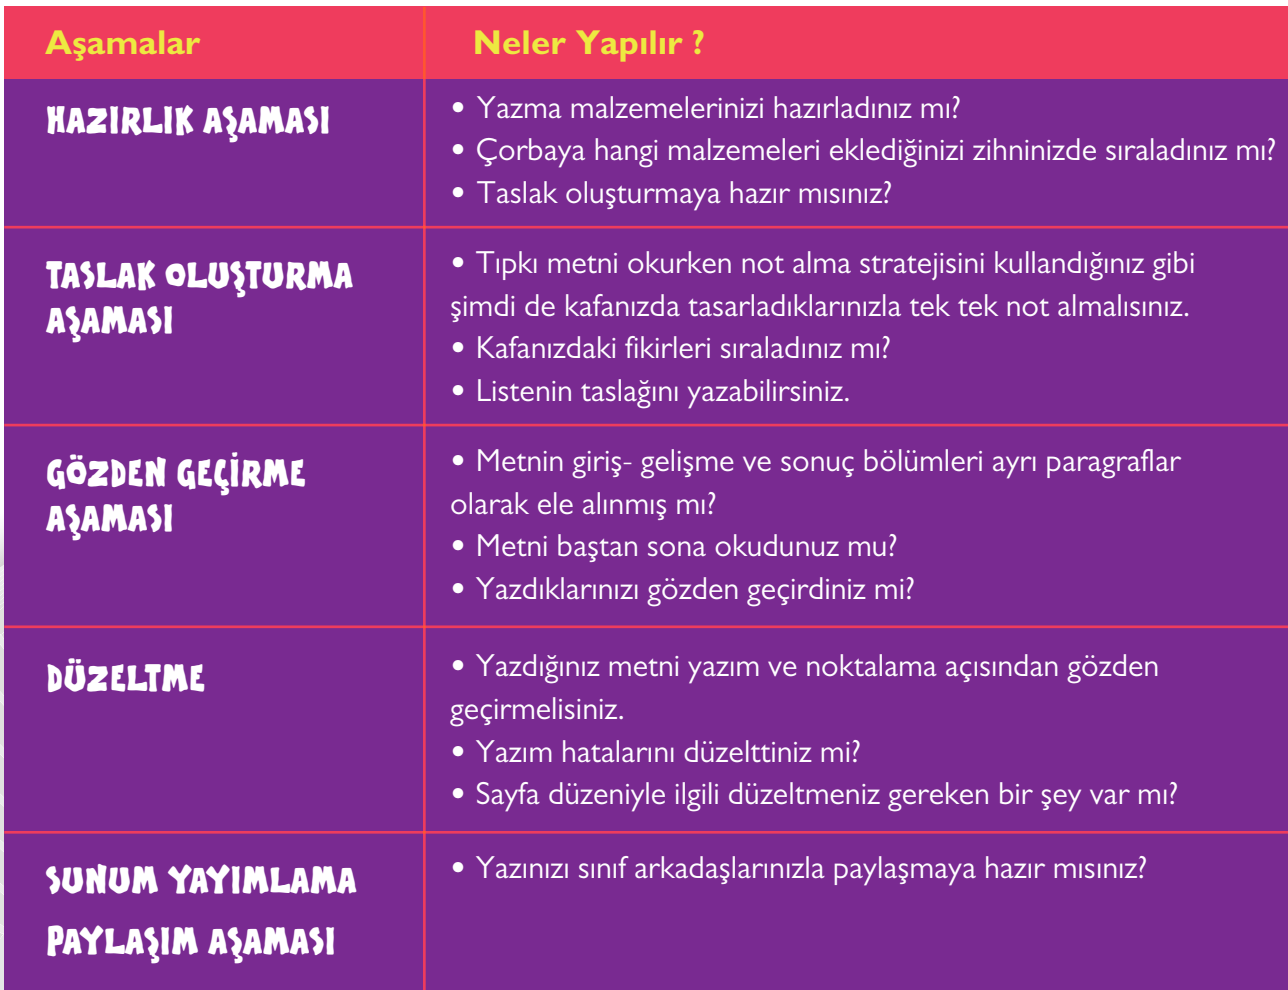 Aşamalar
Neler Yapılır ?
HAZIRLIK AŞAMASI
• Yazma malzemelerinizi hazırladınız mı?
• Çorbaya hangi malzemeleri eklediğinizi zihninizde sıraladınız mı?
• Taslak oluşturmaya hazır mısınız?
TASLAK OLUŞTURMA
AŞAMASI
• Tıpkı metni okurken not alma stratejisini kullandığınız gibi
şimdi de kafanızda tasarladıklarınızla tek tek not almalısınız.
• Kafanızdaki fikirleri sıraladınız mı?
• Listenin taslağını yazabilirsiniz.
GÖZDEN GEÇİRME
AŞAMASI
• Metnin giriş- gelişme ve sonuç bölümleri ayrı paragraflar
olarak ele alınmış mı?
• Metni baştan sona okudunuz mu?
• Yazdıklarınızı gözden geçirdiniz mi?
DÜZELTME
• Yazdığınız metni yazım ve noktalama açısından gözden
geçirmelisiniz.
• Yazım hatalarını düzelttiniz mi?
• Sayfa düzeniyle ilgili düzeltmeniz gereken bir şey var mı?
SUNUM YAYIMLAMA
PAYLAŞIM AŞAMASI
• Yazınızı sınıf arkadaşlarınızla paylaşmaya hazır mısınız?